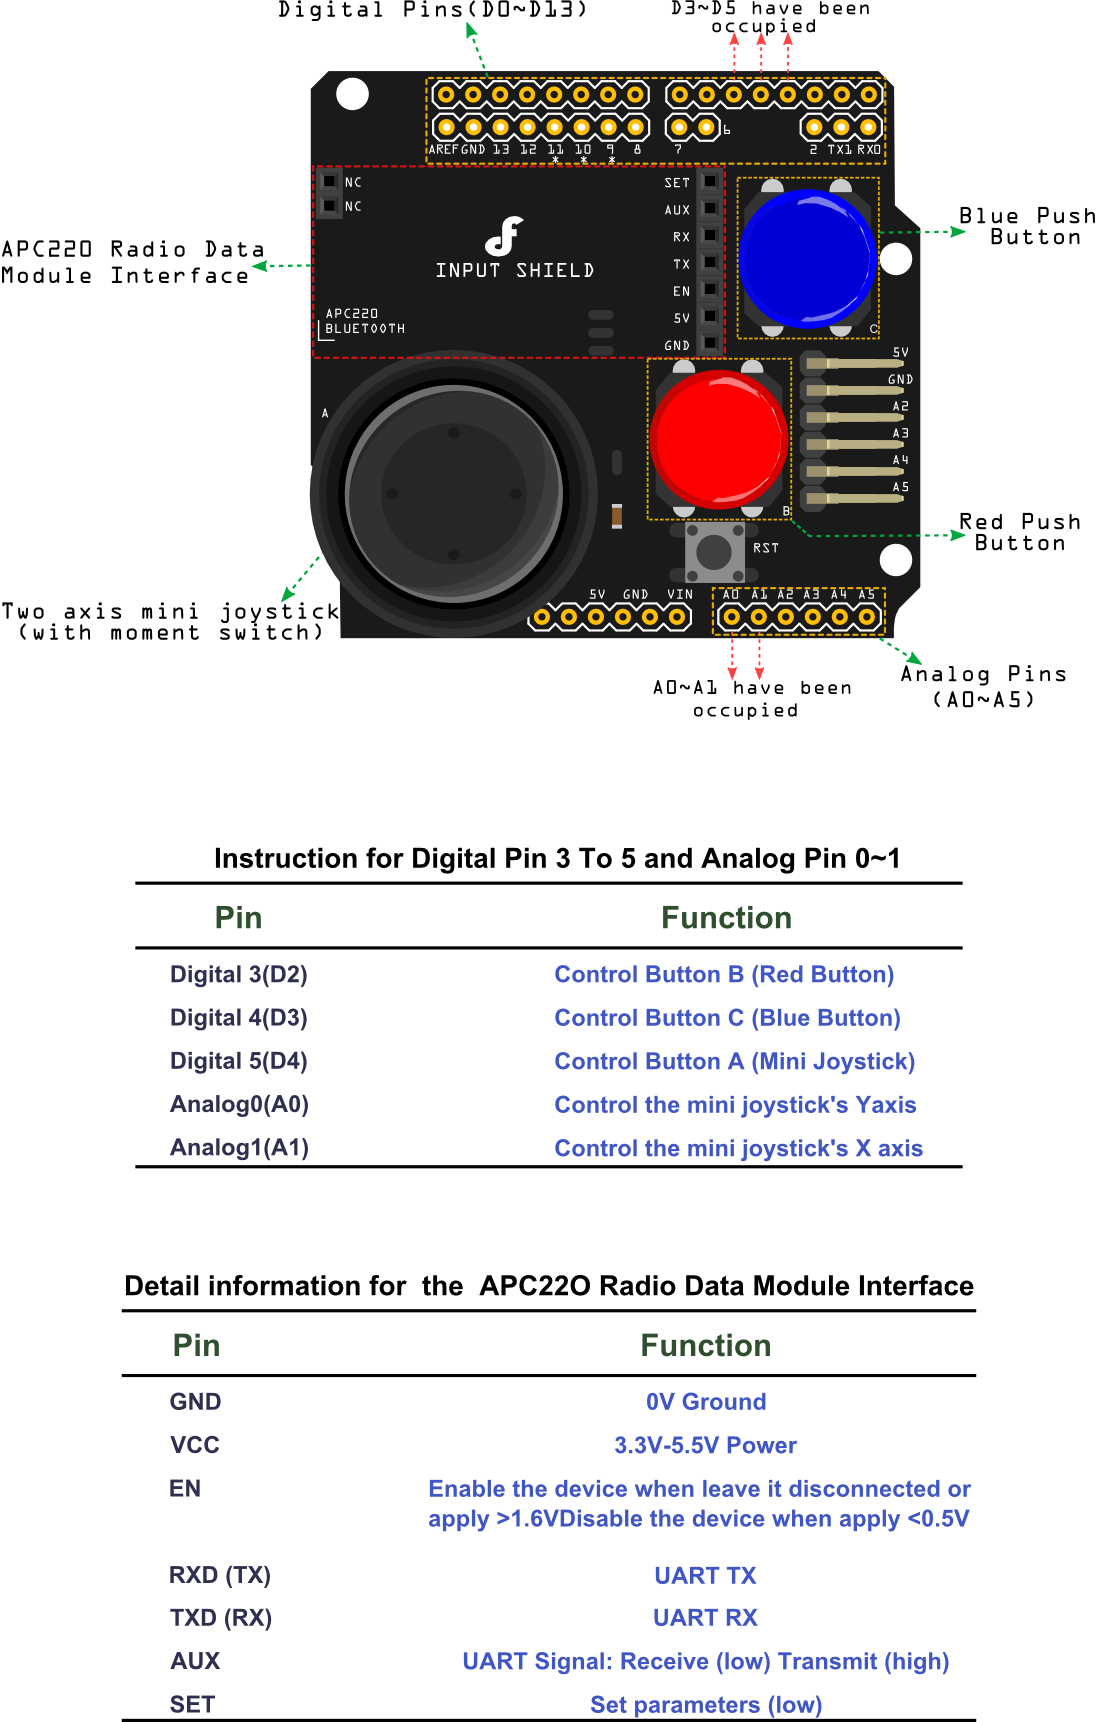 Digital Pins(D0~D13)
D3~D5 have been
occupied
AREF GND 13 12 11 10 9 8 7 6 2 TX1 RX0
* * *
NC
NC
SET
AUX
RX
TX
EN
5V
GND
INPUT SHIELD
APC220
BLUETOOTH
APC220 Radio Data
Module Interface
Blue Push
Button
C
5V
GND
A2
A3
A4
A5
A
B
Red Push
Button
RST
Two axis mini joystick
(with moment switch)
5V GND VIN
A0 A1 A2 A3 A4 A5
A0~A1 have been
occupied
Analog Pins
(A0~A5)
Instruction for Digital Pin 3 To 5 and Analog Pin 0~1
Pin Function
Digital 3(D2) Control Button B (Red Button)
Digital 4(D3) Control Button C (Blue Button)
Digital 5(D4) Control Button A (Mini Joystick)
Analog0(A0) Control the mini joystick's Yaxis
Analog1(A1) Control the mini joystick's X axis
Detail information for the APC22O Radio Data Module Interface
Pin Function
GND 0V Ground
VCC 3.3V-5.5V Power
EN Enable the device when leave it disconnected or
apply >1.6VDisable the device when apply <0.5V
RXD (TX) UART TX
TXD (RX) UART RX
AUX UART Signal: Receive (low) Transmit (high)
SET Set parameters (low)